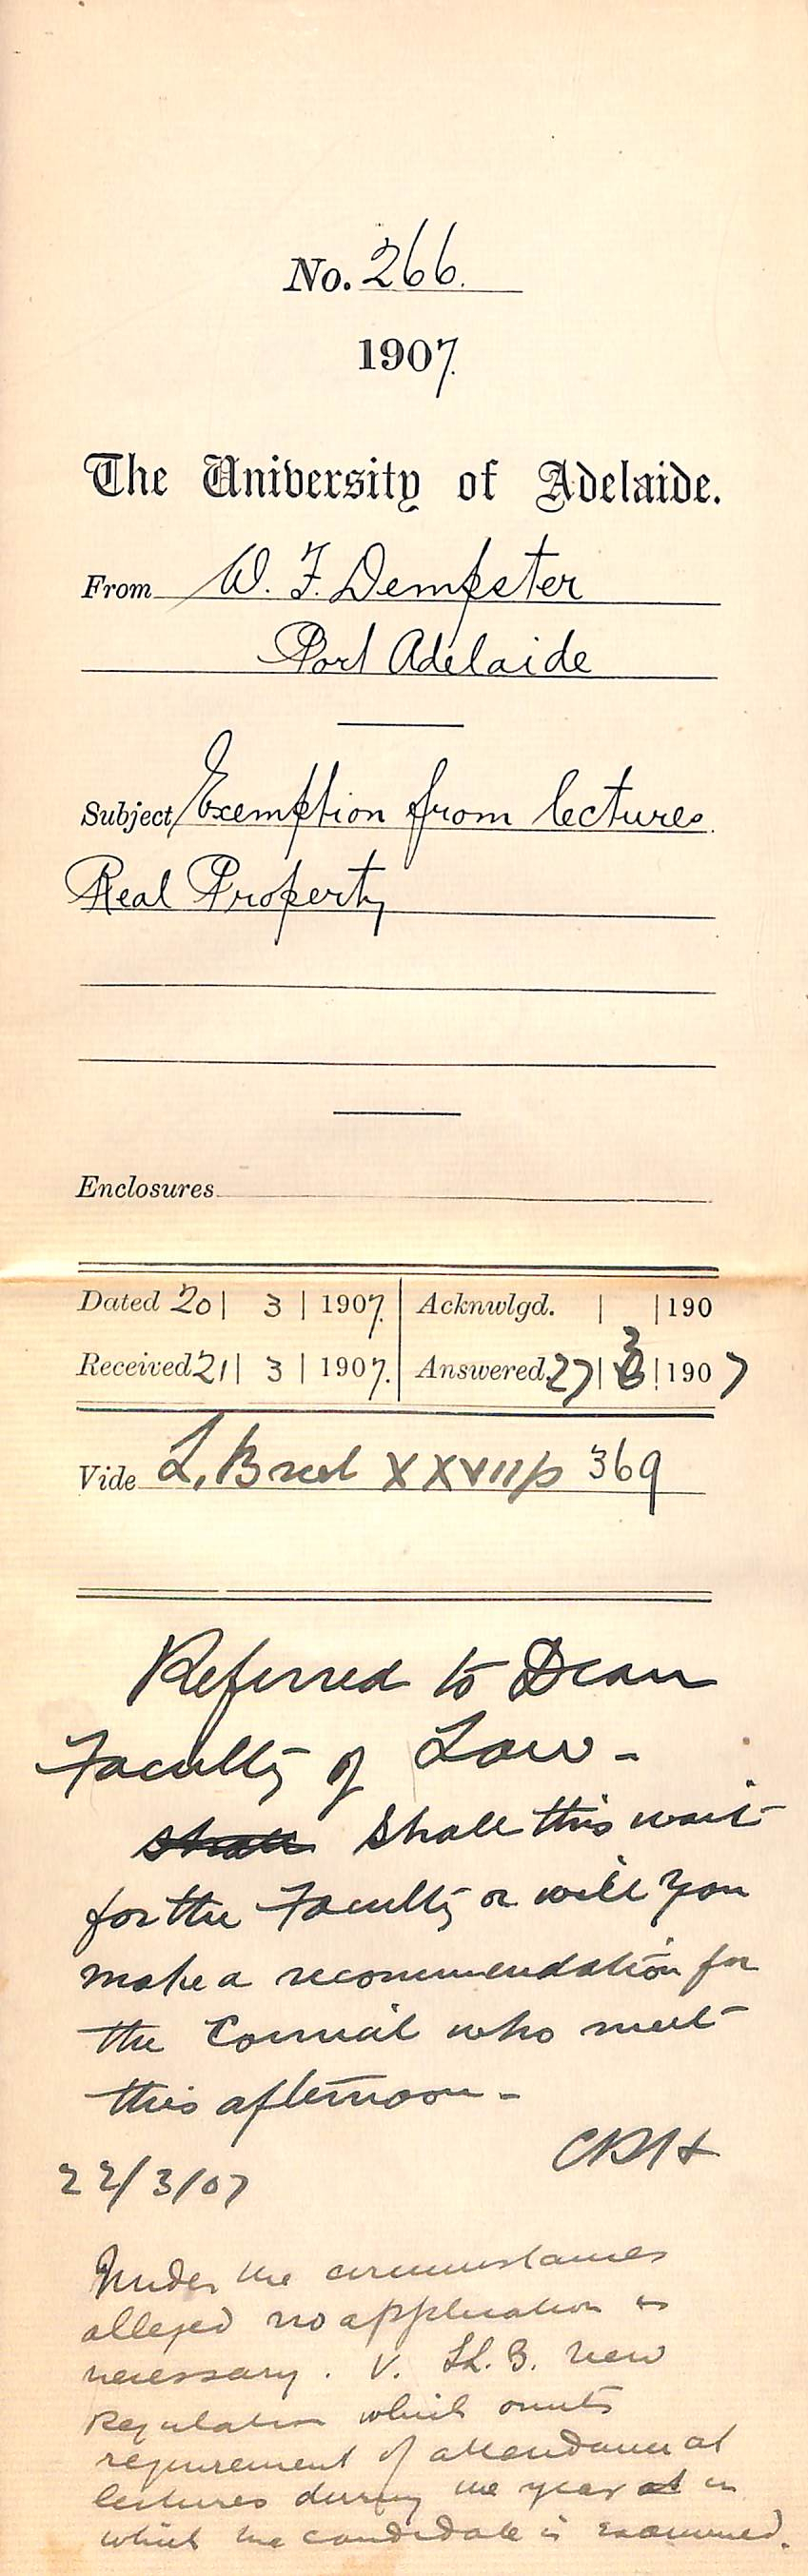 No. 266.
1907.
The University of Adelaide.
From W. F. Dempster
Port Adelaide
Subject Exemption from lectures.
Real Property
Enclosures
Dated 20 | 3 | 1907. Acknwlgd. | | 190
Received 21 | 3 | 1907. Answered. 27 | 3 | 1907
Vide XXVII p 369
Referred to Dean
Faculty of Law -
Shall Shall this wait
for the Faculty or will you
make a recommendation for
the Council who meet
this afternoon -
22/3/07 CRH
Under the circumstances
alleged no application is
necessary. V. LL.B. new
Regulation which omits
requirement of attendance at
lectures during the year at in
which the candidate is examined.